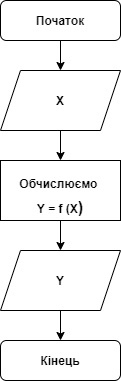 Початок
X
Обчислюємо
Y = f (X)
Y
Кінець